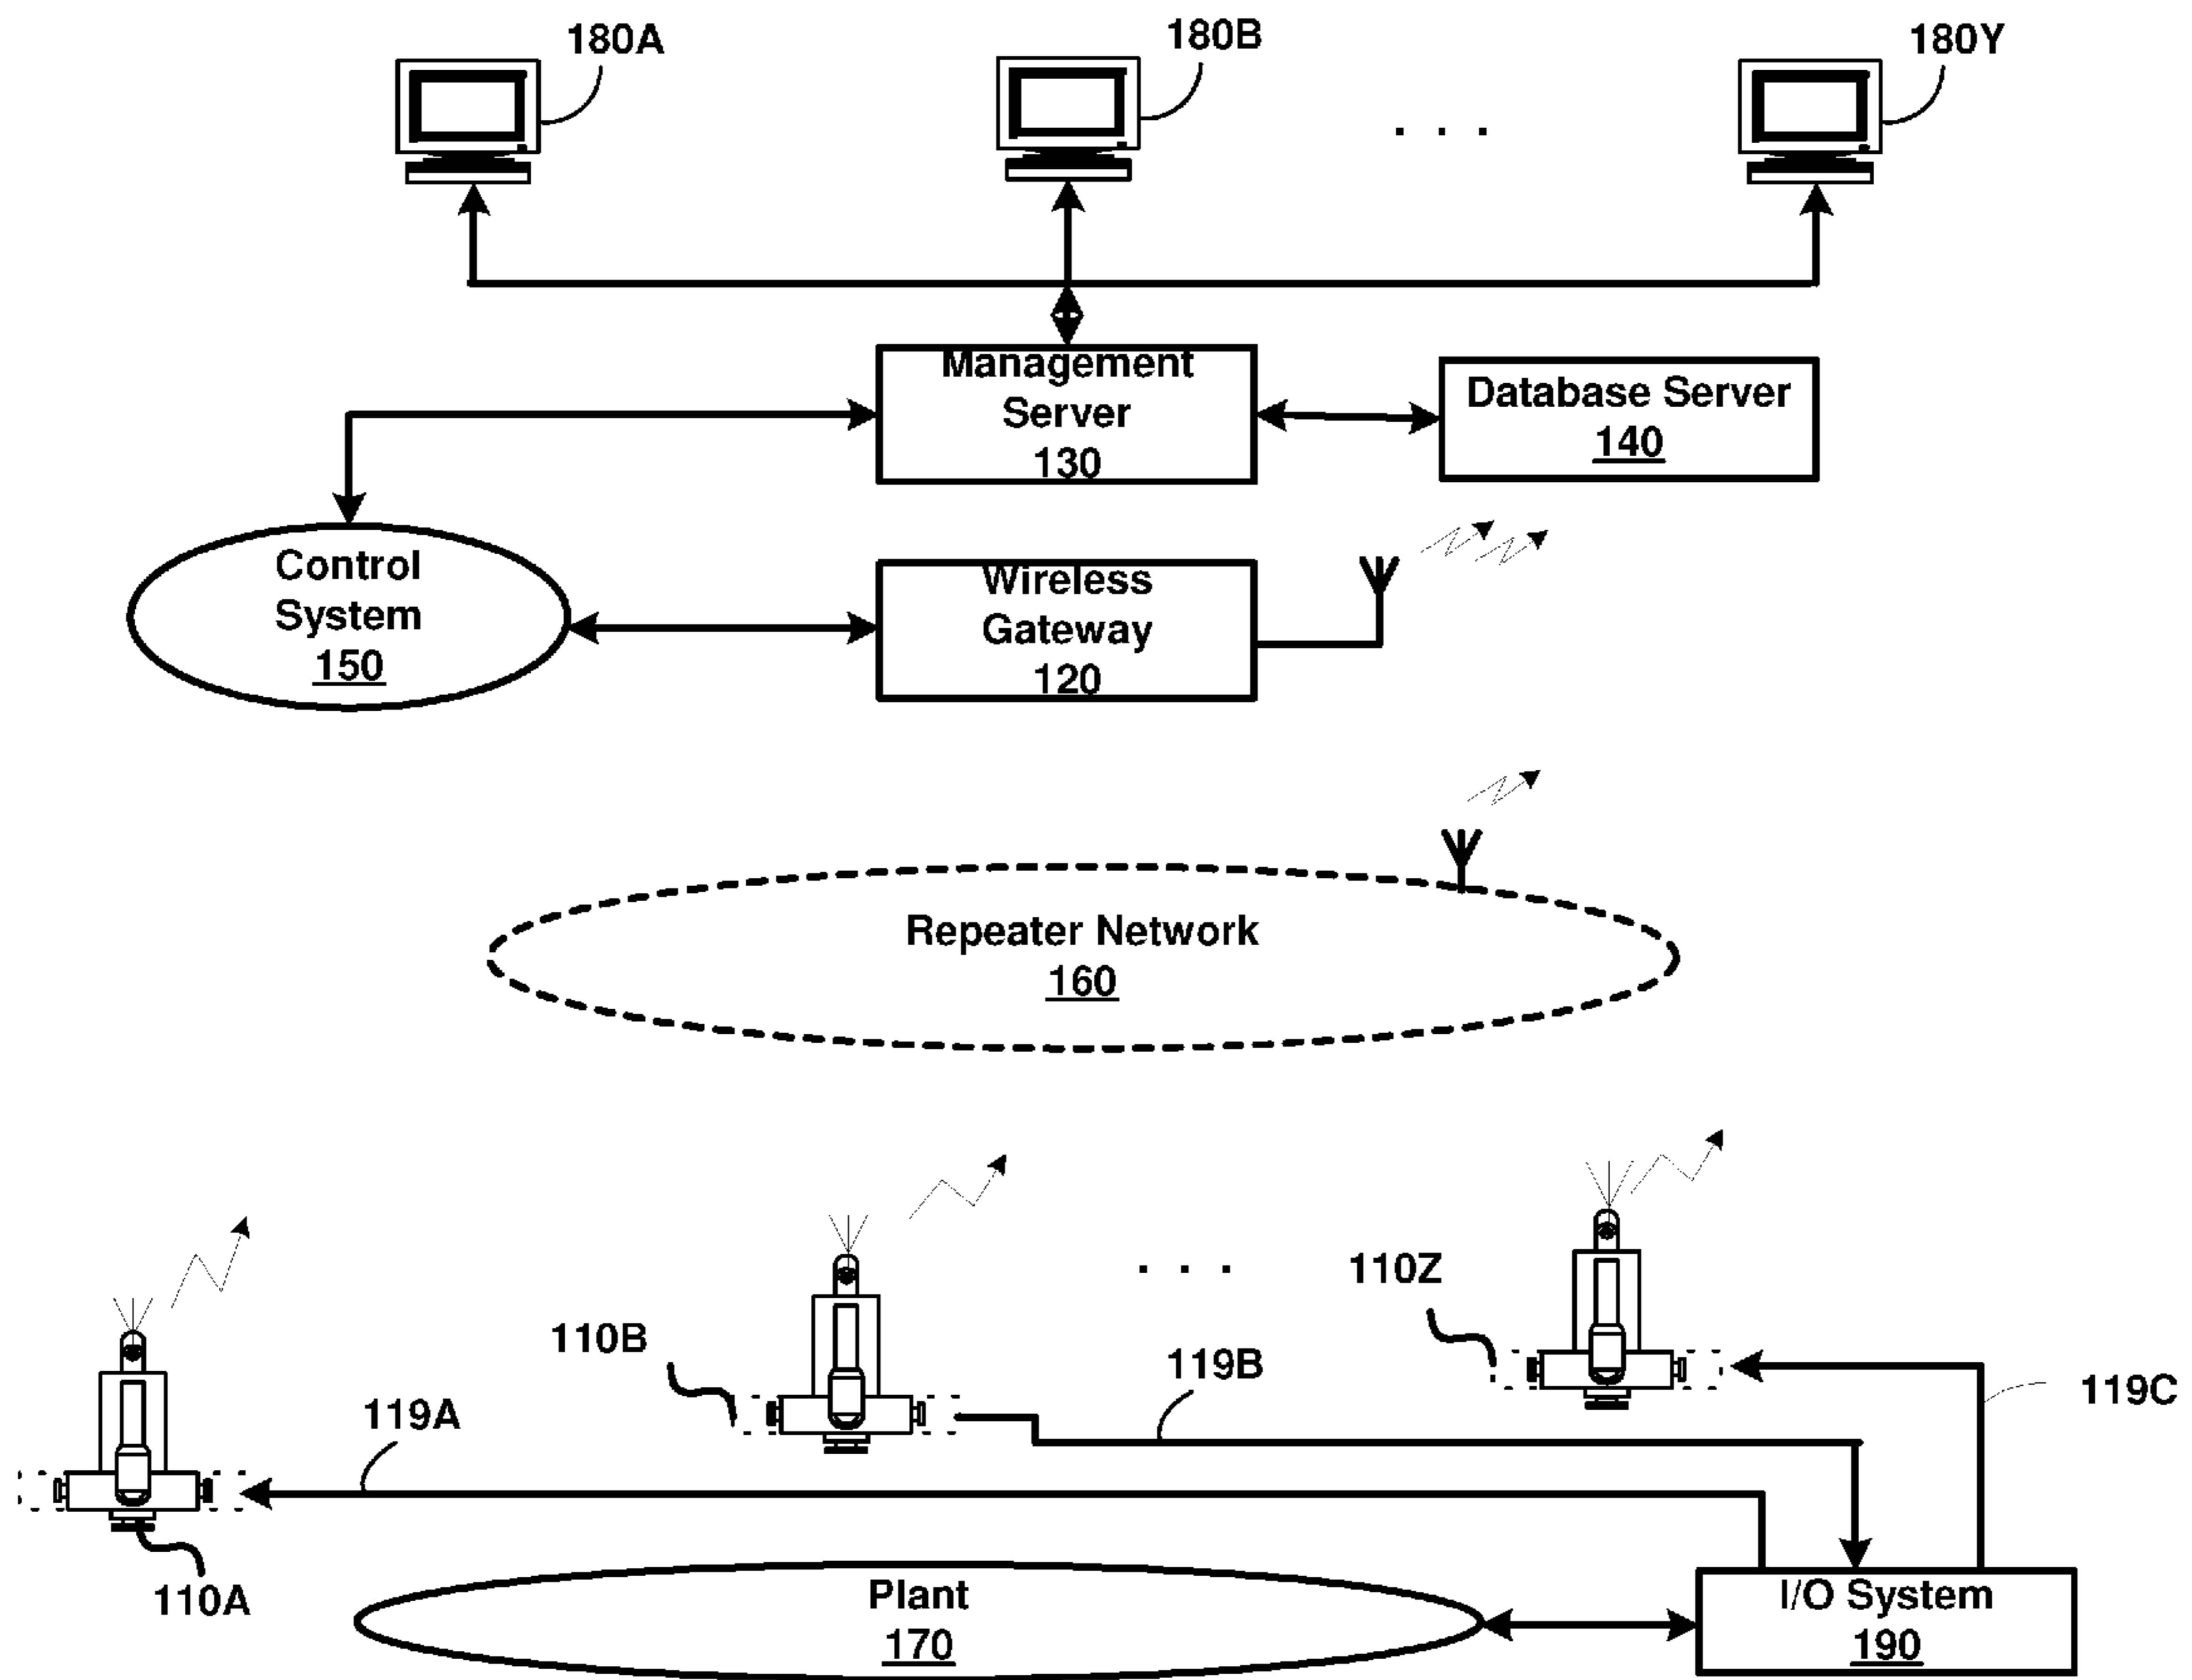 180A
180B
180Y
. . .
Management
Server
130
Database Server
140
Control
System
150
Wireless
Gateway
120
Repeater Network
160
. . .
110Z
110B
119B
119C
119A
110A
Plant
170
I/O System
190